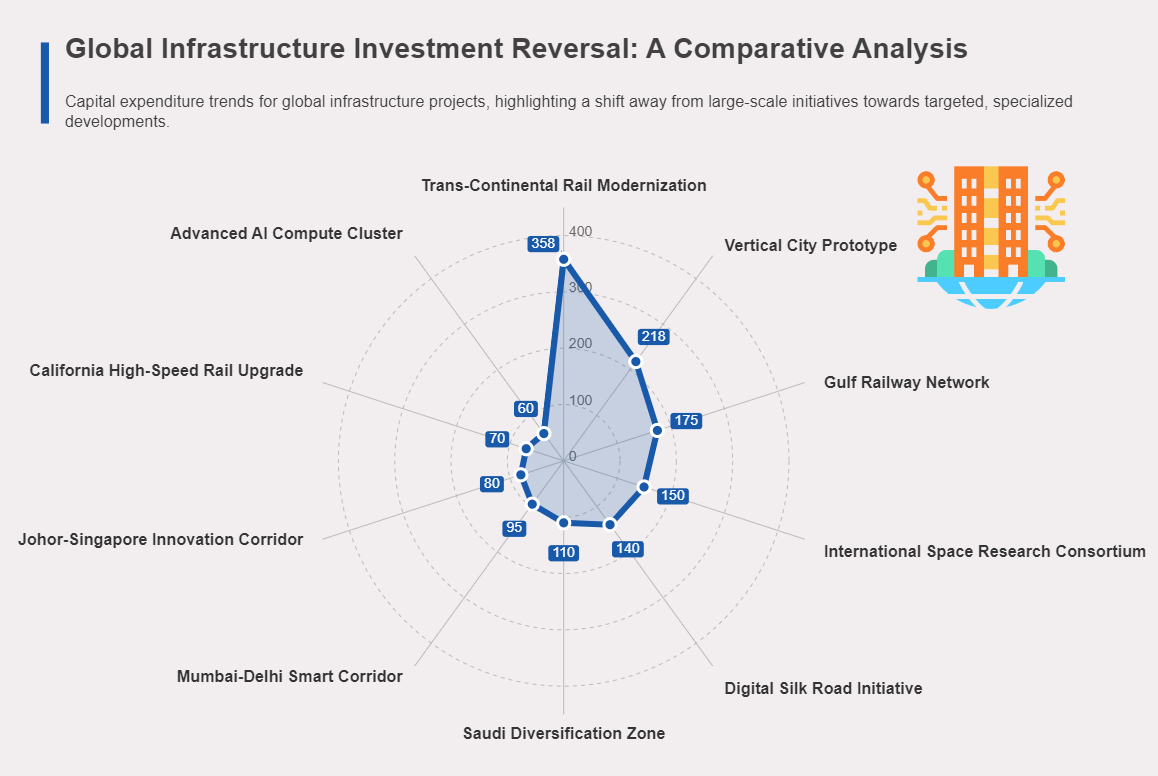 Global Infrastructure Investment Reversal: A Comparative Analysis
Capital expenditure trends for global infrastructure projects, highlighting a shift away from large-scale initiatives towards targeted, specialized
developments.
Trans-Continental Rail Modernization
Advanced AI Compute Cluster
Vertical City Prototype
California High-Speed Rail Upgrade
Gulf Railway Network
Johor-Singapore Innovation Corridor
International Space Research Consortium
Mumbai-Delhi Smart Corridor
Digital Silk Road Initiative
Saudi Diversification Zone
400
300
200
100
0
358
218
175
150
140
110
95
80
70
60